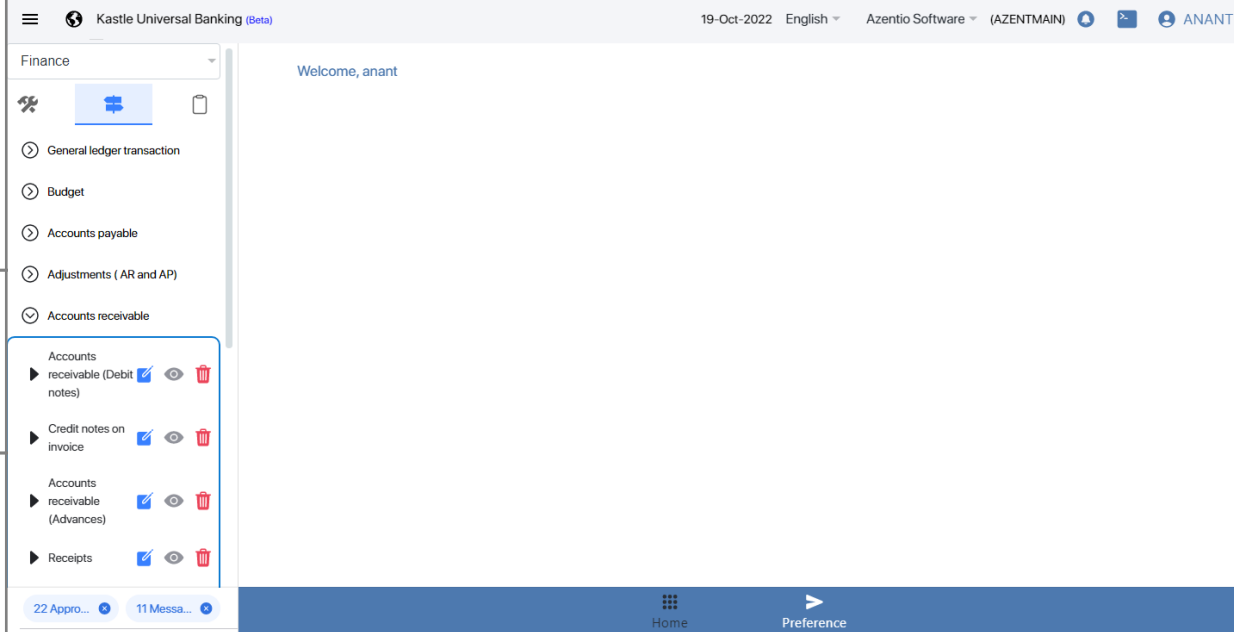 Kastle Universal Banking (Beta)
19-Oct-2022 English Azentio Software (AZENTMAIN) ANANT
Finance
Welcome, anant
General ledger transaction
Budget
Accounts payable
Adjustments ( AR and AP)
Accounts receivable
Accounts
receivable (Debit
notes)
Credit notes on
invoice
Accounts
receivable
(Advances)
Receipts
22 Appro...
11 Messa...
Home
Preference